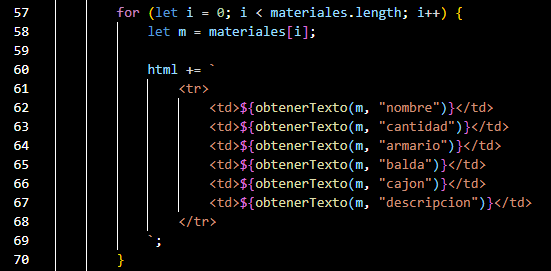 57 for (let i = 0; i < materiales.length; i++) {
58 let m = materiales[i];
59
60 html += `
61 <tr>
62 <td>${obtenerTexto(m, "nombre")}</td>
63 <td>${obtenerTexto(m, "cantidad")}</td>
64 <td>${obtenerTexto(m, "armario")}</td>
65 <td>${obtenerTexto(m, "balda")}</td>
66 <td>${obtenerTexto(m, "cajon")}</td>
67 <td>${obtenerTexto(m, "descripcion")}</td>
68 </tr>
69 `;
70 }